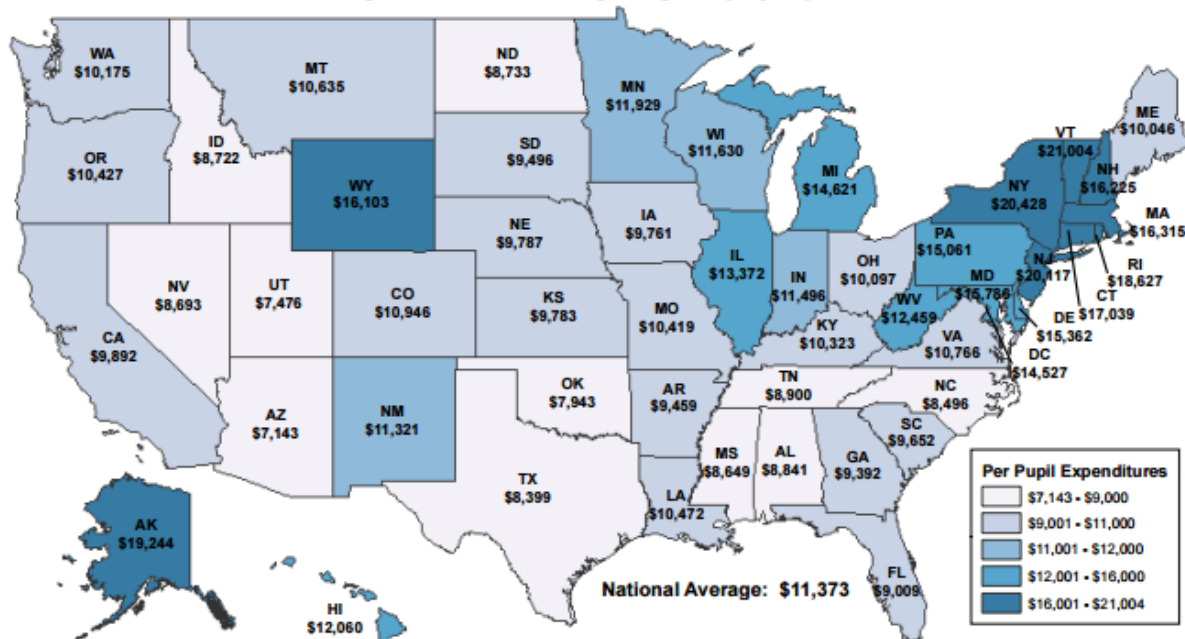 WA
$10,175
MT
$10,635
ND
$8,733
MN
$11,929
ME
$10,046
VT
$21,004
NH
$16,225
ID
$8,722
OR
$10,427
SD
$9,496
WI
$11,630
MI
$14,621
NY
$20,428
WY
$16,103
MA
$16,315
NE
$9,787
IA
$9,761
PA
$15,061
RI
$18,627
NJ
$20,117
IL
$13,372
IN
$11,496
OH
$10,097
MD
$15,786
CT
$17,039
NV
$8,693
UT
$7,476
CO
$10,946
KS
$9,783
MO
$10,419
WV
$12,459
KY
$10,323
VA
$10,766
DE
$15,362
DC
$14,527
CA
$9,892
OK
$7,943
AR
$9,459
TN
$8,900
NC
$8,496
AZ
$7,143
NM
$11,321
SC
$9,652
MS
$8,649
AL
$8,841
GA
$9,392
TX
$8,399
LA
$10,472
AK
$19,244
FL
$9,009
HI
$12,060
National Average: $11,373
Per Pupil Expenditures
$7,143 - $9,000
$9,001 - $11,000
$11,001 - $12,000
$12,001 - $16,000
$16,001 - $21,004